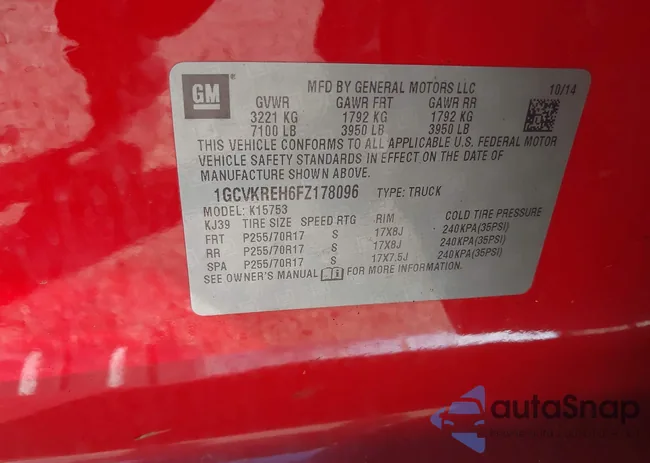 GM
MFD BY GENERAL MOTORS LLC
10/14
GVWR GAWR FRT GAWR RR
3221 KG 1792 KG 1792 KG
7100 LB 3950 LB 3950 LB
THIS VEHICLE CONFORMS TO ALL APPLICABLE U.S. FEDERAL MOTOR
VEHICLE SAFETY STANDARDS IN EFFECT ON THE DATE OF
MANUFACTURE SHOWN ABOVE.
1GCVKREH6FZ178096 TYPE: TRUCK
MODEL: K15753
KJ39 TIRE SIZE SPEED RTG RIM COLD TIRE PRESSURE
FRT P255/70R17 S 17X8J 240KPA(35PSI)
RR P255/70R17 S 17X8J 240KPA(35PSI)
SPA P255/70R17 S 17X7.5J 240KPA(35PSI)
SEE OWNER'S MANUAL FOR MORE INFORMATION.
autaSnap